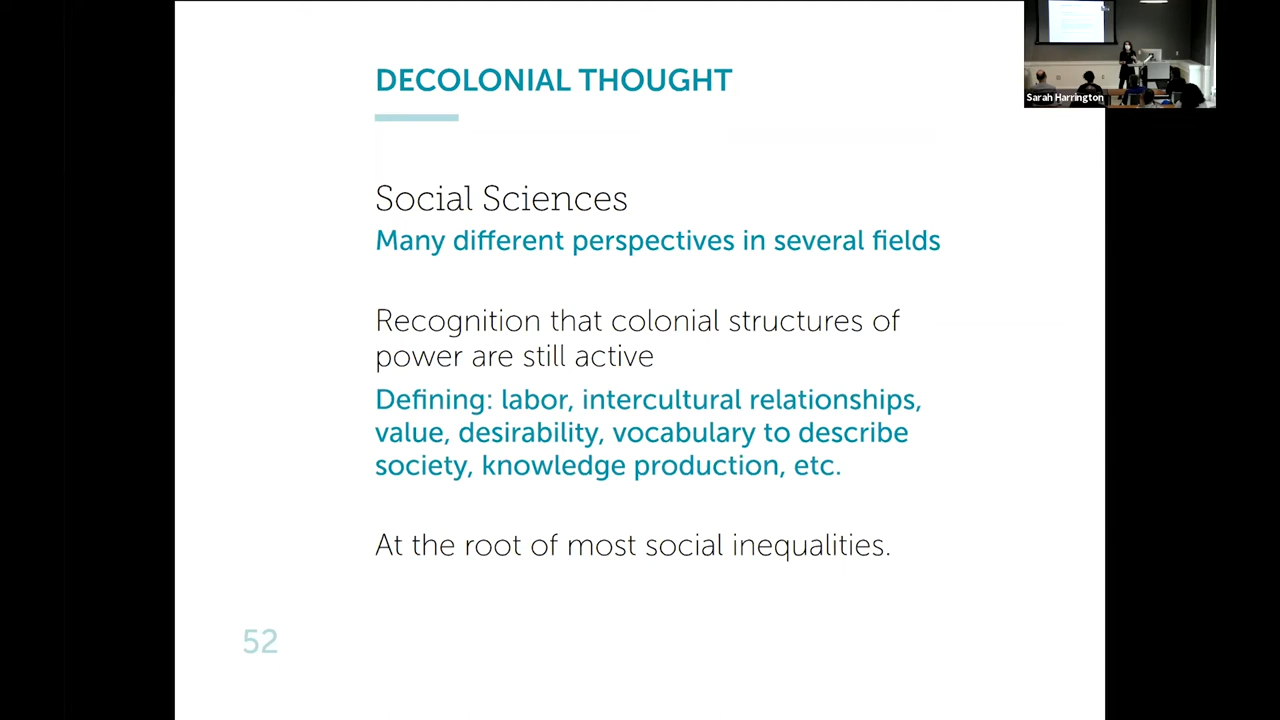 DECOLONIAL THOUGHT
Sarah Harrington
Social Sciences
Many different perspectives in several fields
Recognition that colonial structures of
power are still active
Defining: labor, intercultural relationships,
value, desirability, vocabulary to describe
society, knowledge production, etc.
At the root of most social inequalities.
52